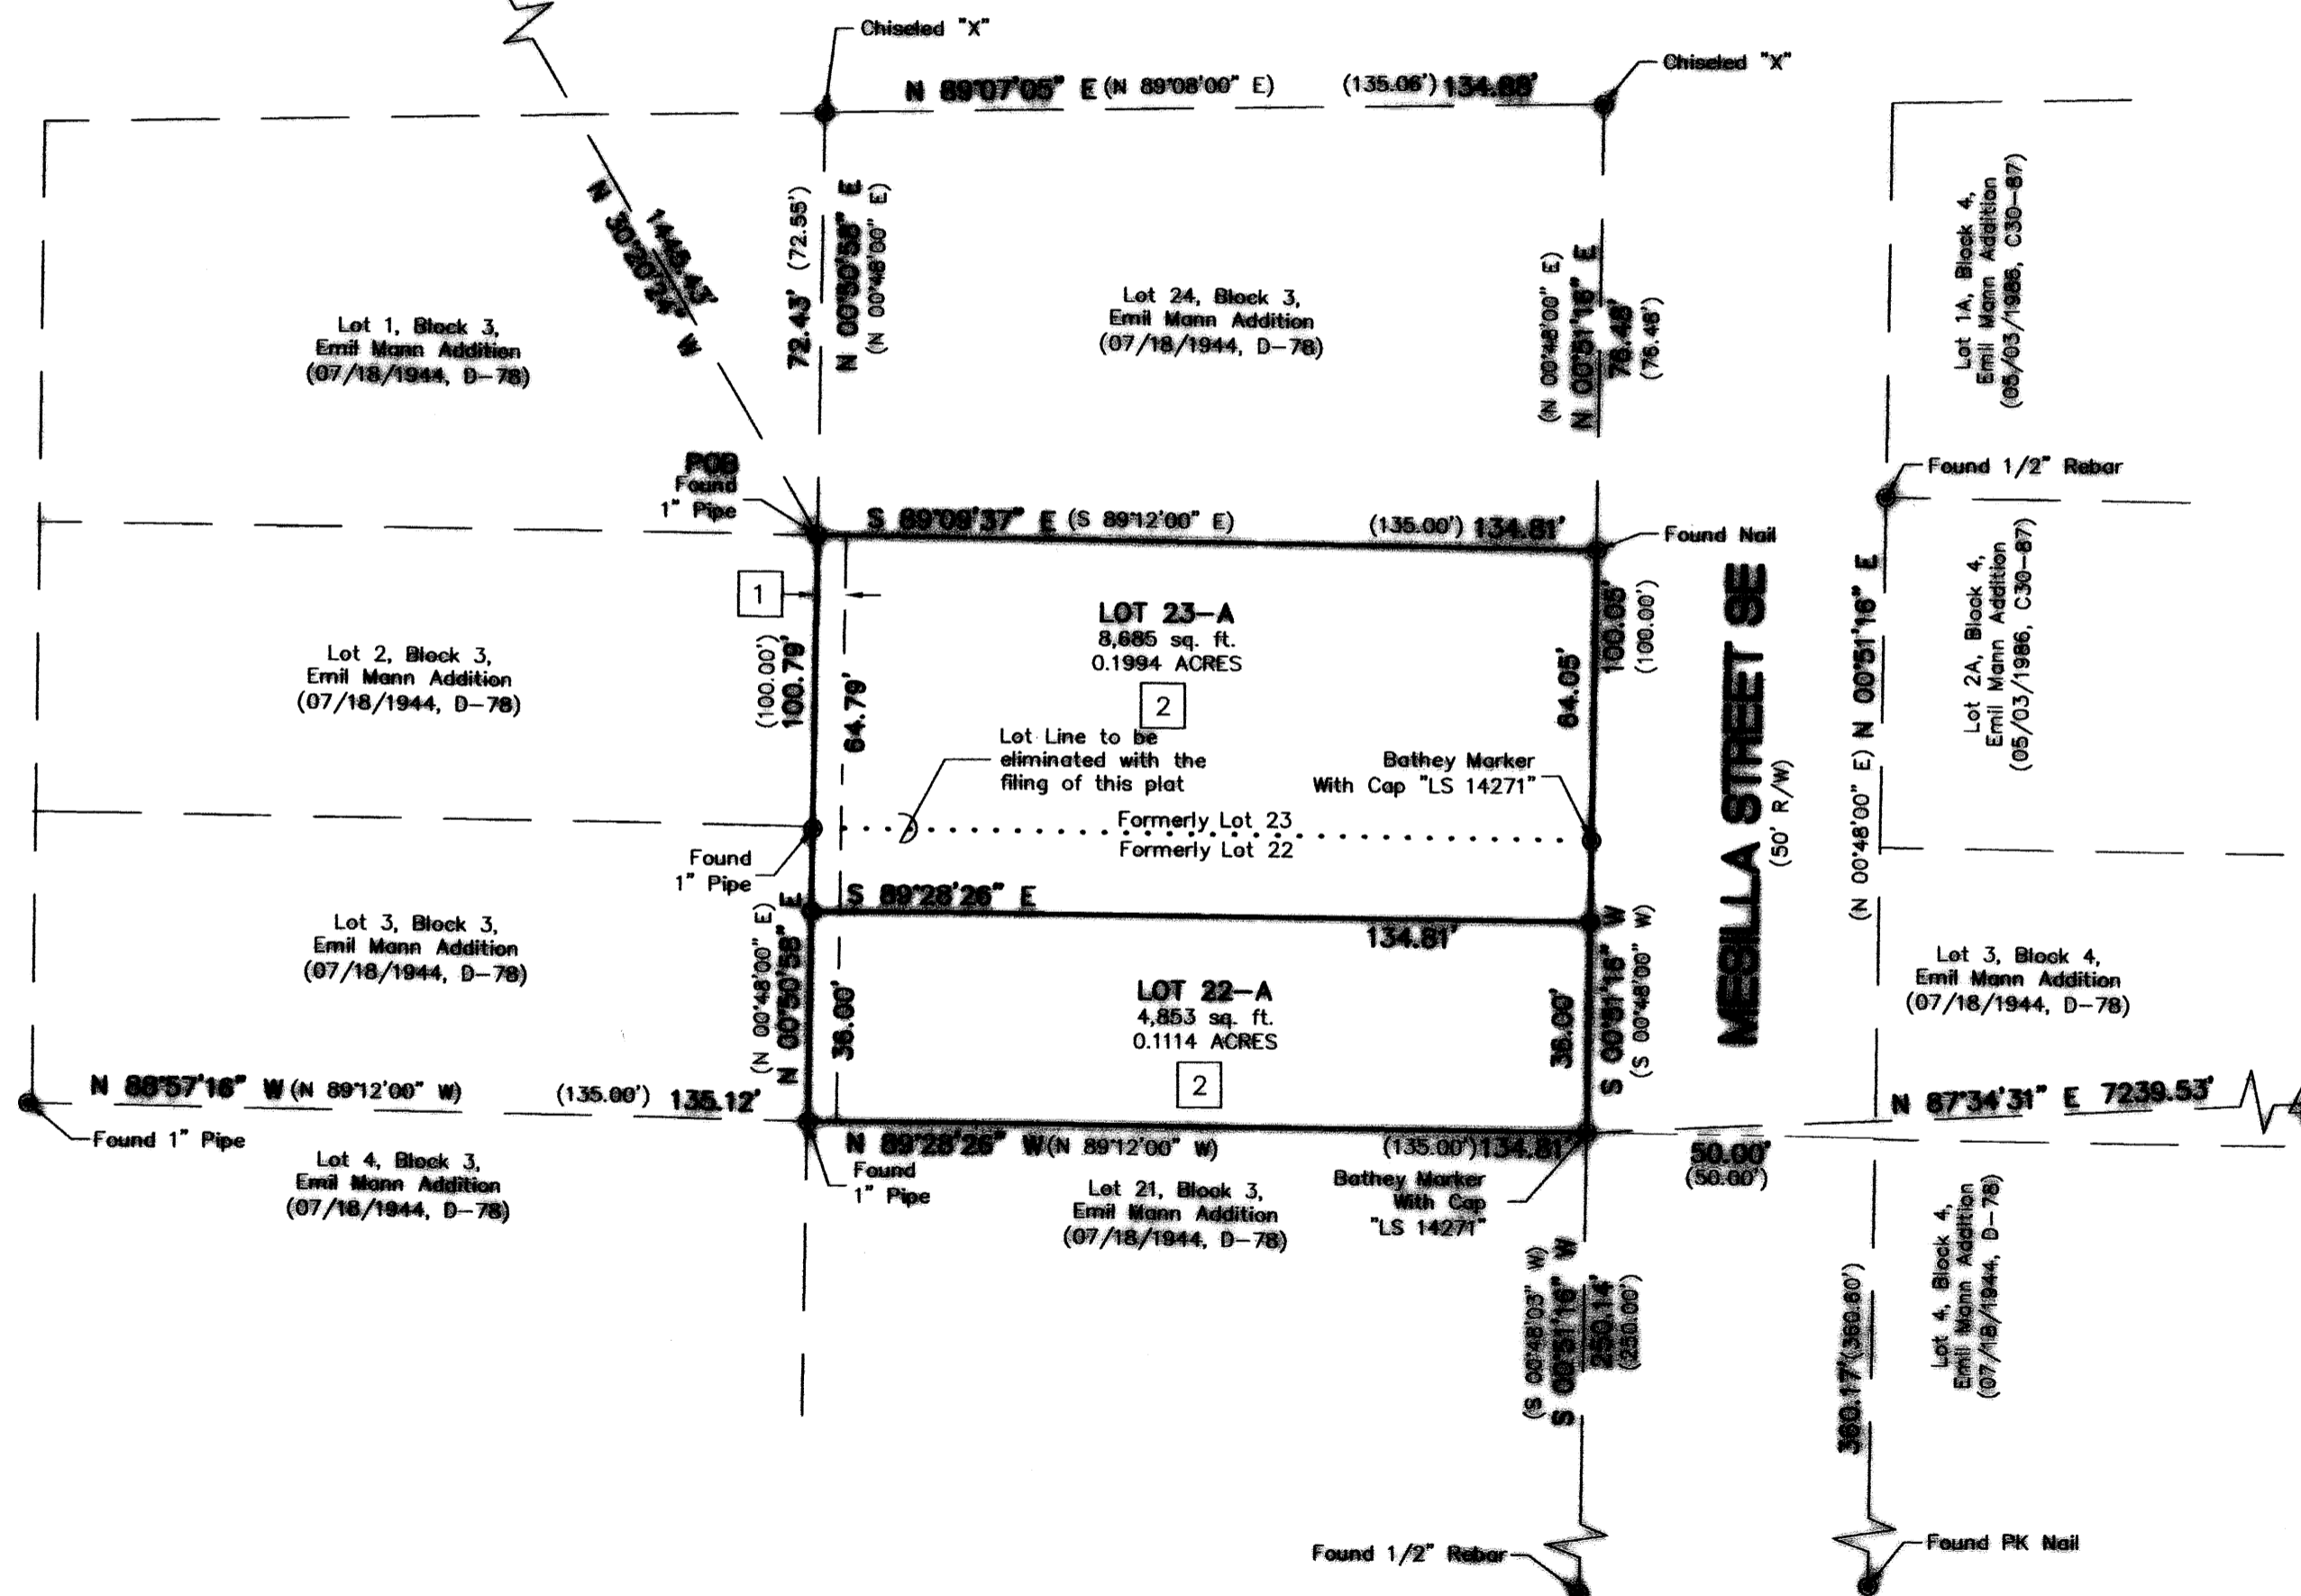 Chiseled "X"
Chiseled "X"
N 89°07'05" E (N 89°08'00" E) (135.06') 134.88'
N 30°20'24" W
1445.43'
72.43' (72.55')
N 00°50'58" E
(N 00°48'00" E)
(N 00°48'00" E)
N 00°51'16" E
76.48'
(76.48')
Lot 1A, Block 4,
Emil Mann Addition
(05/03/1986, C30-87)
Lot 1, Block 3,
Emil Mann Addition
(07/18/1944, D-78)
Lot 24, Block 3,
Emil Mann Addition
(07/18/1944, D-78)
POB
Found
1" Pipe
Found 1/2" Rebar
S 89°09'37" E (S 89°12'00" E) (135.00') 134.81'
Found Nail
1
LOT 23-A
8,685 sq. ft.
0.1994 ACRES
2
(100.00')
100.79'
64.79'
64.05'
100.05'
(100.00')
MESILLA STREET SE
(50' R/W)
(N 00°48'00" E) N 00°51'16" E
Lot 2A, Block 4,
Emil Mann Addition
(05/03/1986, C30-87)
Lot 2, Block 3,
Emil Mann Addition
(07/18/1944, D-78)
Lot Line to be
eliminated with the
filing of this plat
Bathey Marker
With Cap "LS 14271"
Formerly Lot 23
Formerly Lot 22
Found
1" Pipe
S 89°28'26" E
134.81'
Lot 3, Block 3,
Emil Mann Addition
(07/18/1944, D-78)
(N 00°48'00" E)
N 00°50'58" E
36.00'
LOT 22-A
4,853 sq. ft.
0.1114 ACRES
2
36.00'
S 00°51'16" W
(S 00°48'00" W)
Lot 3, Block 4,
Emil Mann Addition
(07/18/1944, D-78)
N 88°57'16" W (N 89°12'00" W) (135.00') 135.12'
N 87°34'31" E 7239.53'
Found 1" Pipe
N 89°28'26" W (N 89°12'00" W) (135.00') 134.81'
Found
1" Pipe
50.00'
(50.00')
Lot 4, Block 3,
Emil Mann Addition
(07/18/1944, D-78)
Lot 21, Block 3,
Emil Mann Addition
(07/18/1944, D-78)
Bathey Marker
With Cap
"LS 14271"
(S 00°48'03" W)
S 00°51'16" W
250.14'
(250.00')
360.17' (360.60')
Lot 4, Block 4,
Emil Mann Addition
(07/18/1944, D-78)
Found 1/2" Rebar
Found PK Nail